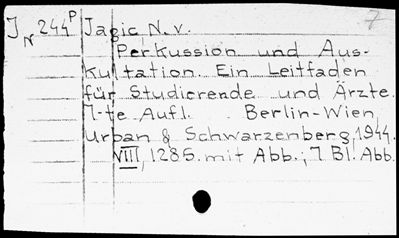 7
J N 244 P Jagic, N. v.
Perkussion und Aus-
kultation. Ein Leitfaden
für Studierende und Ärzte.
7-te Aufl. Berlin-Wien,
Urban & Schwarzenberg, 1944.
VIII, 128 S. mit Abb.; 7 Bl. Abb.